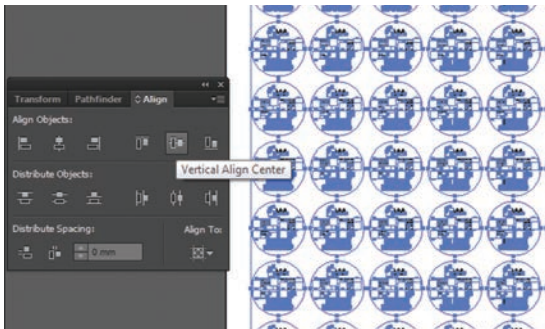 Transform Pathfinder Align
Align Objects:
Vertical Align Center
Distribute Objects:
Distribute Spacing: Align To:
0 mm